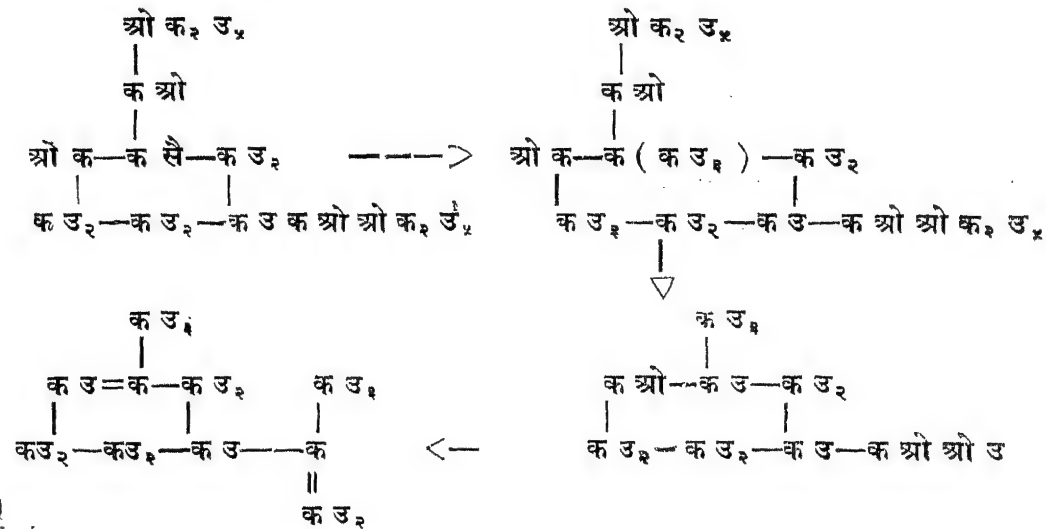 ओ क₂ उ₅ ओ क₂ उ₅
क ओ क ओ
ओ क—क सै—क उ₂ ———> ओ क—क ( क उ₃ ) —क उ₂
क उ₂—क उ₂—क उ क ओ ओ क₂ उ₅ क उ₂—क उ₂—क उ—क ओ ओ क₂ उ₅
क उ₃ क उ₃
क उ=क—क उ₂ क उ₃ क ओ—क उ—क उ₂
कउ₂—कउ₂—क उ——क <— क उ₂—क उ₂—क उ—क ओ ओ उ
||
क उ₂